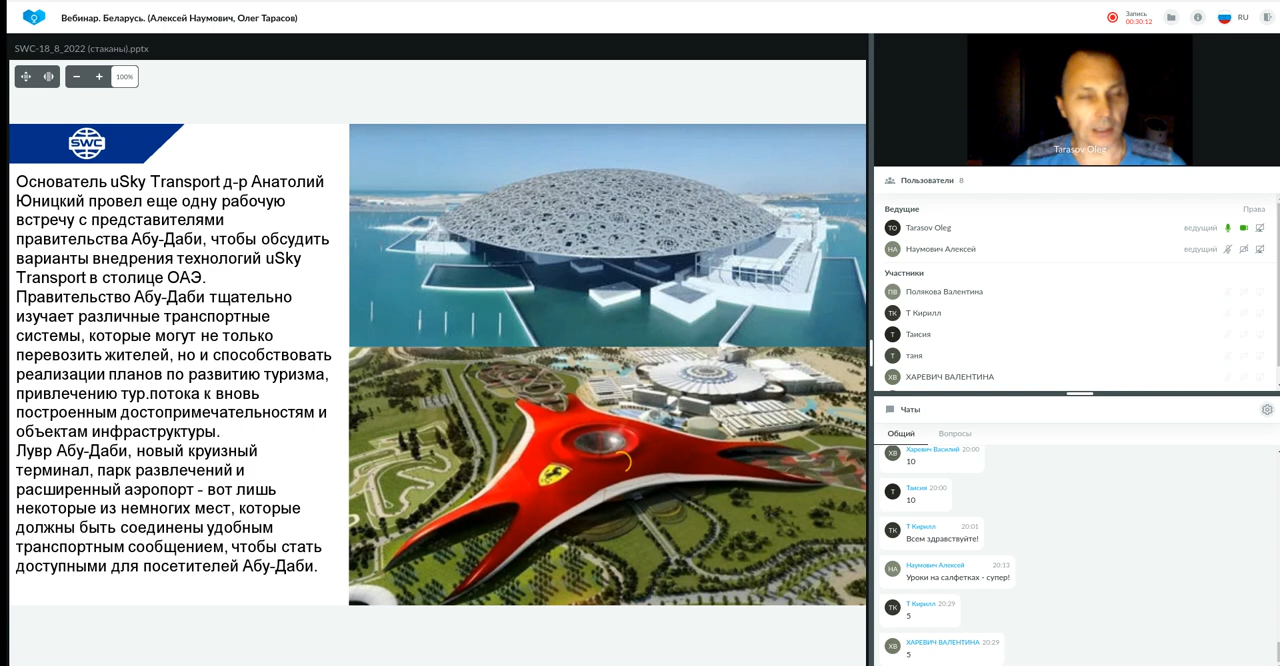 Вебинар. Беларусь. (Алексей Наумович, Олег Тарасов)
Запись
00:30:12
RU
SWC-18_8_2022 (стаканы).pptx
100%
SWC
Основатель uSky Transport д-р Анатолий
Юницкий провел еще одну рабочую
встречу с представителями
правительства Абу-Даби, чтобы обсудить
варианты внедрения технологий uSky
Transport в столице ОАЭ.
Правительство Абу-Даби тщательно
изучает различные транспортные
системы, которые могут не только
перевозить жителей, но и способствовать
реализации планов по развитию туризма,
привлечению тур.потока к вновь
построенным достопримечательностям и
объектам инфраструктуры.
Лувр Абу-Даби, новый круизный
терминал, парк развлечений и
расширенный аэропорт - вот лишь
некоторые из немногих мест, которые
должны быть соединены удобным
транспортным сообщением, чтобы стать
доступными для посетителей Абу-Даби.
Tarasov Oleg
Пользователи 8
Ведущие Права
TO Tarasov Oleg ведущий
НА Наумович Алексей ведущий
Участники
ПВ Полякова Валентина
ТК Т Кирилл
Т Таисия
Т таня
ХВ ХАРЕВИЧ ВАЛЕНТИНА
Чаты
Общий Вопросы
ХВ Харевич Василий 20:00
10
Т Таисия 20:00
10
ТК Т Кирилл 20:01
Всем здравствуйте!
НА Наумович Алексей 20:13
Уроки на салфетках - супер!
ТК Т Кирилл 20:29
5
ХВ ХАРЕВИЧ ВАЛЕНТИНА 20:29
5